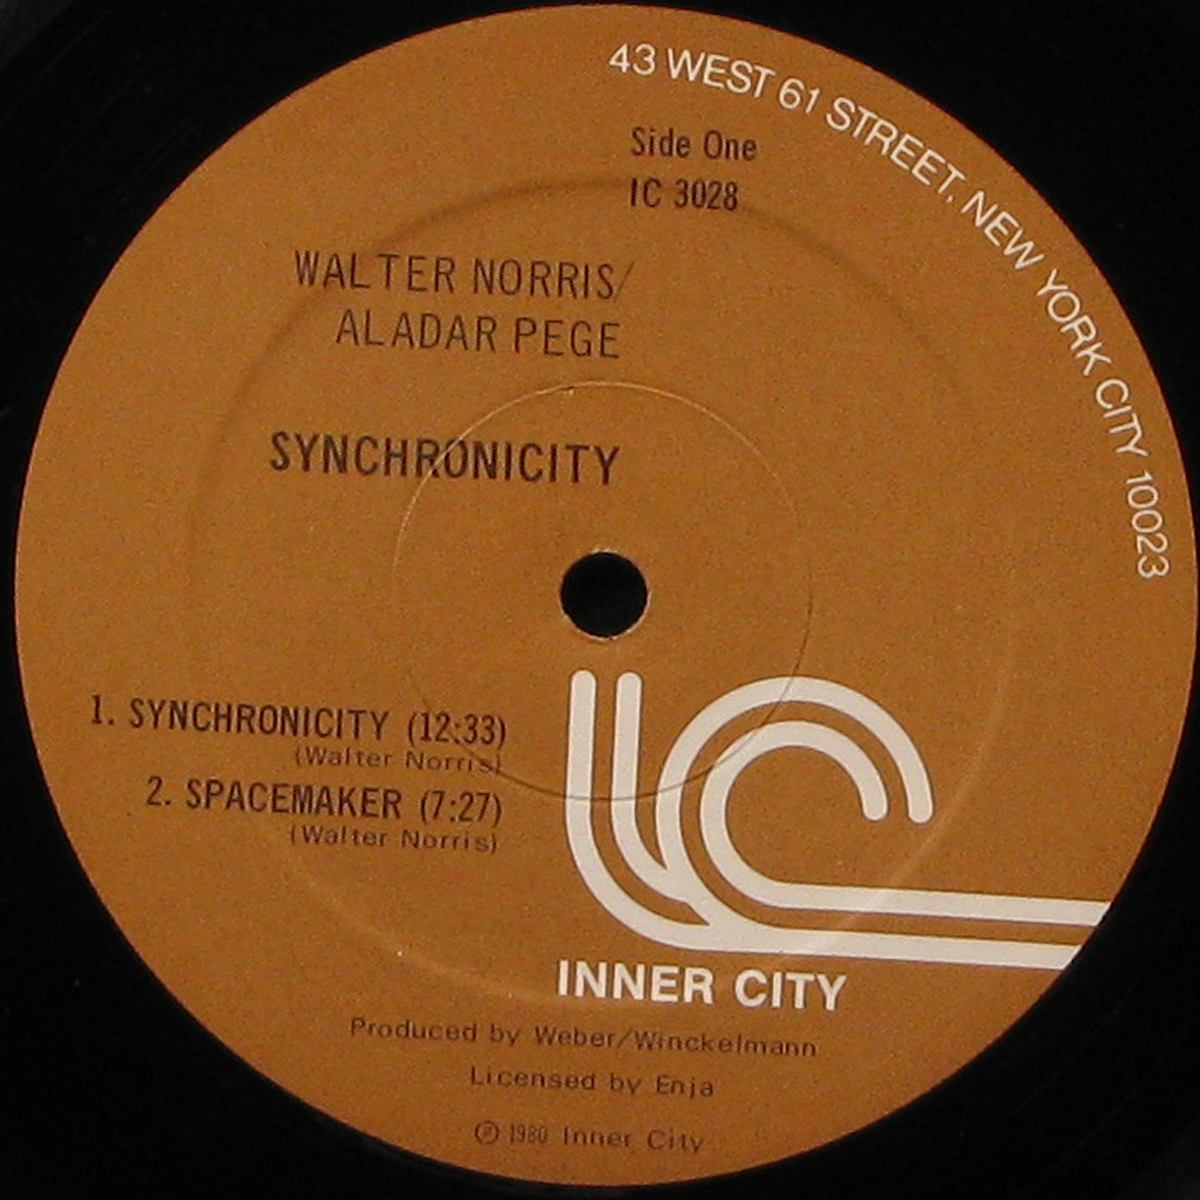 43 WEST 61 STREET, NEW YORK CITY 10023
Side One
IC 3028
WALTER NORRIS/
ALADAR PEGE
SYNCHRONICITY
1. SYNCHRONICITY (12:33)
(Walter Norris)
2. SPACEMAKER (7:27)
(Walter Norris)
IC
INNER CITY
Produced by Weber/Winckelmann
Licensed by Enja
℗ 1980 Inner City